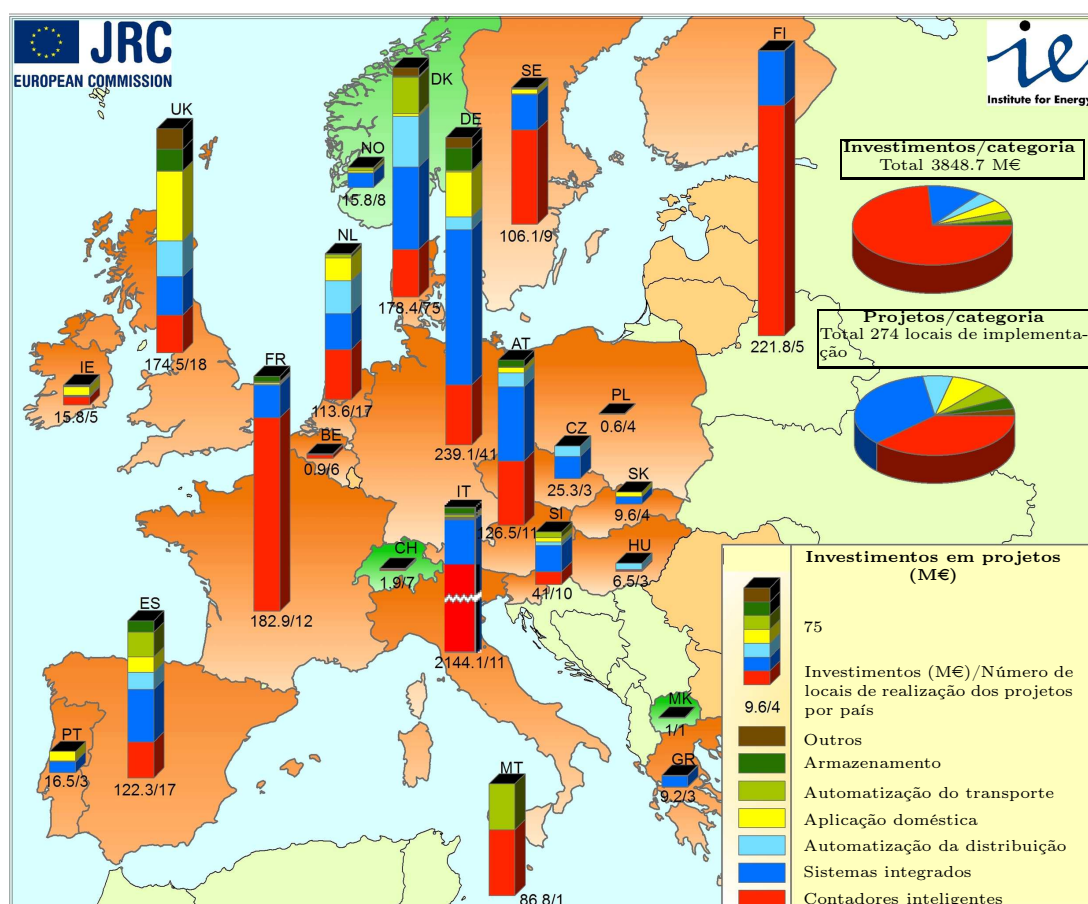 JRC
EUROPEAN COMMISSION
ie
Institute for Energy
UK
174.5/18
IE
15.8/5
NO
15.8/8
DK
178.4/75
SE
106.1/9
FI
221.8/5
DE
239.1/41
NL
113.6/17
FR
182.9/12
BE
0.9/6
AT
126.5/11
PL
0.6/4
CZ
25.3/3
SK
9.6/4
SI
41/10
HU
6.5/3
IT
2144.1/11
CH
1.9/7
ES
122.3/17
PT
16.5/3
MT
86.8/1
MK
1/1
GR
9.2/3
Investimentos/categoria
Total 3848.7 M€
Projetos/categoria
Total 274 locais de implementa-
ção
Investimentos em projetos
(M€)
75
Investimentos (M€)/Número de
locais de realização dos projetos
por país
9.6/4
Outros
Armazenamento
Automatização do transporte
Aplicação doméstica
Automatização da distribuição
Sistemas integrados
Contadores inteligentes